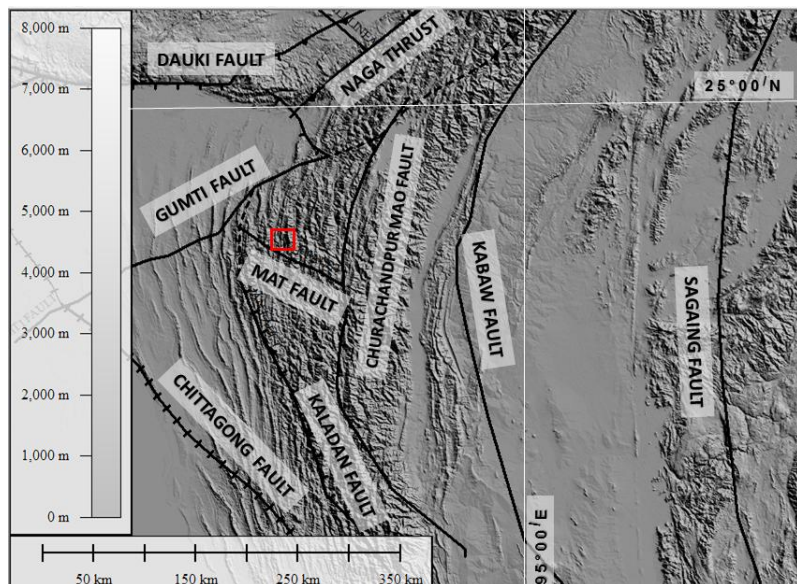 8,000 m
7,000 m
6,000 m
5,000 m
4,000 m
3,000 m
2,000 m
1,000 m
0 m
DAUKI FAULT
NAGA THRUST
25°00'N
GUMTI FAULT
MAT FAULT
CHURACHANDPUR MAO FAULT
KABAW FAULT
SAGAING FAULT
CHITTAGONG FAULT
KALADAN FAULT
95°00'E
50 km
150 km
250 km
350 km